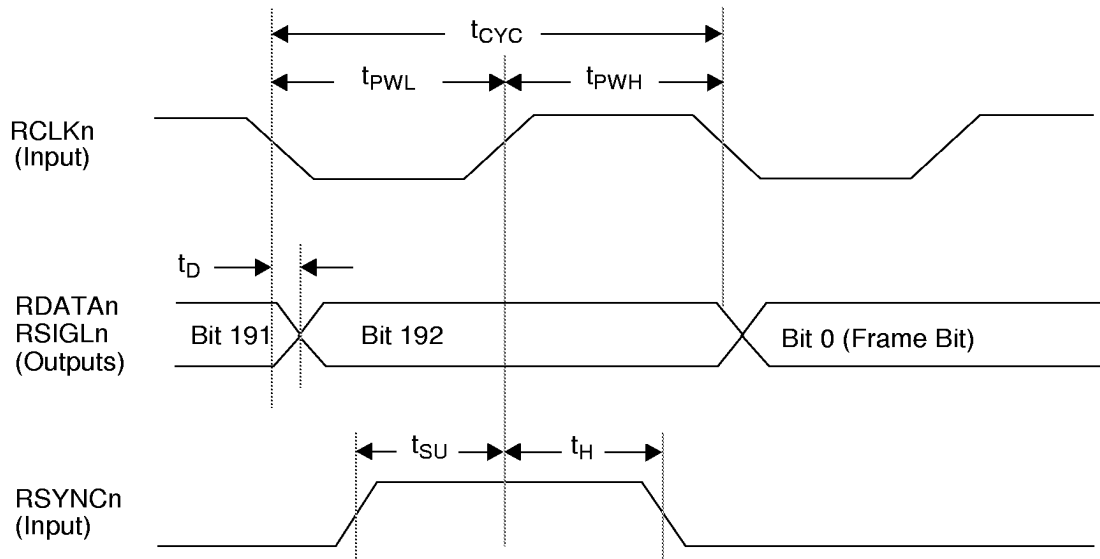 tCYC
tPWL
tPWH
RCLKn
(Input)
tD
RDATAn
RSIGLn
(Outputs)
Bit 191
Bit 192
Bit 0 (Frame Bit)
tSU
tH
RSYNCn
(Input)